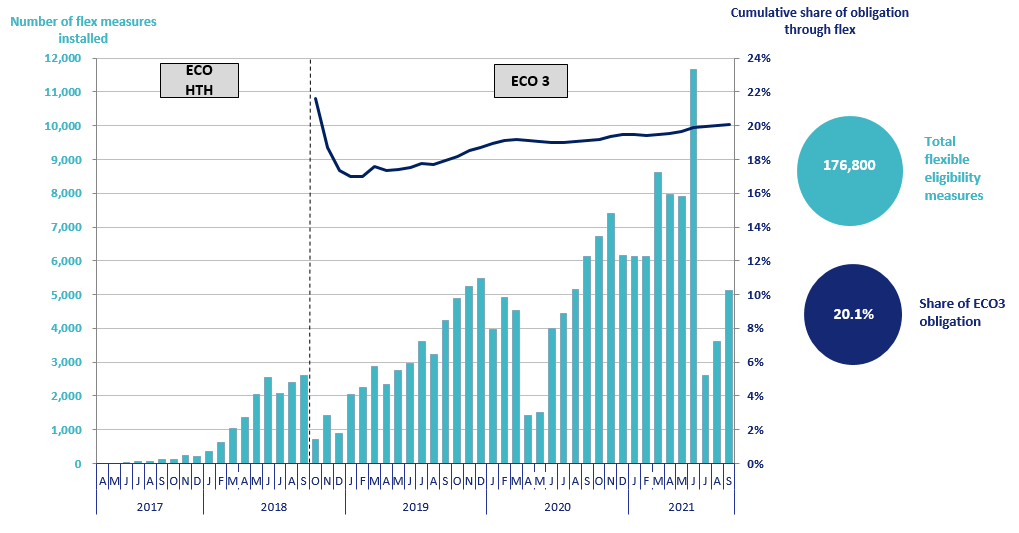 Number of flex measures
installed
Cumulative share of obligation
through flex
12,000
11,000
10,000
9,000
8,000
7,000
6,000
5,000
4,000
3,000
2,000
1,000
0
ECO
HTH
ECO 3
24%
22%
20%
18%
16%
14%
12%
10%
8%
6%
4%
2%
0%
A M J J A S O N D J F M A M J J A S O N D J F M A M J J A S O N D J F M A M J J A S O N D J F M A M J J A S
2017 2018 2019 2020 2021
176,800
Total
flexible
eligibility
measures
20.1%
Share of ECO3
obligation